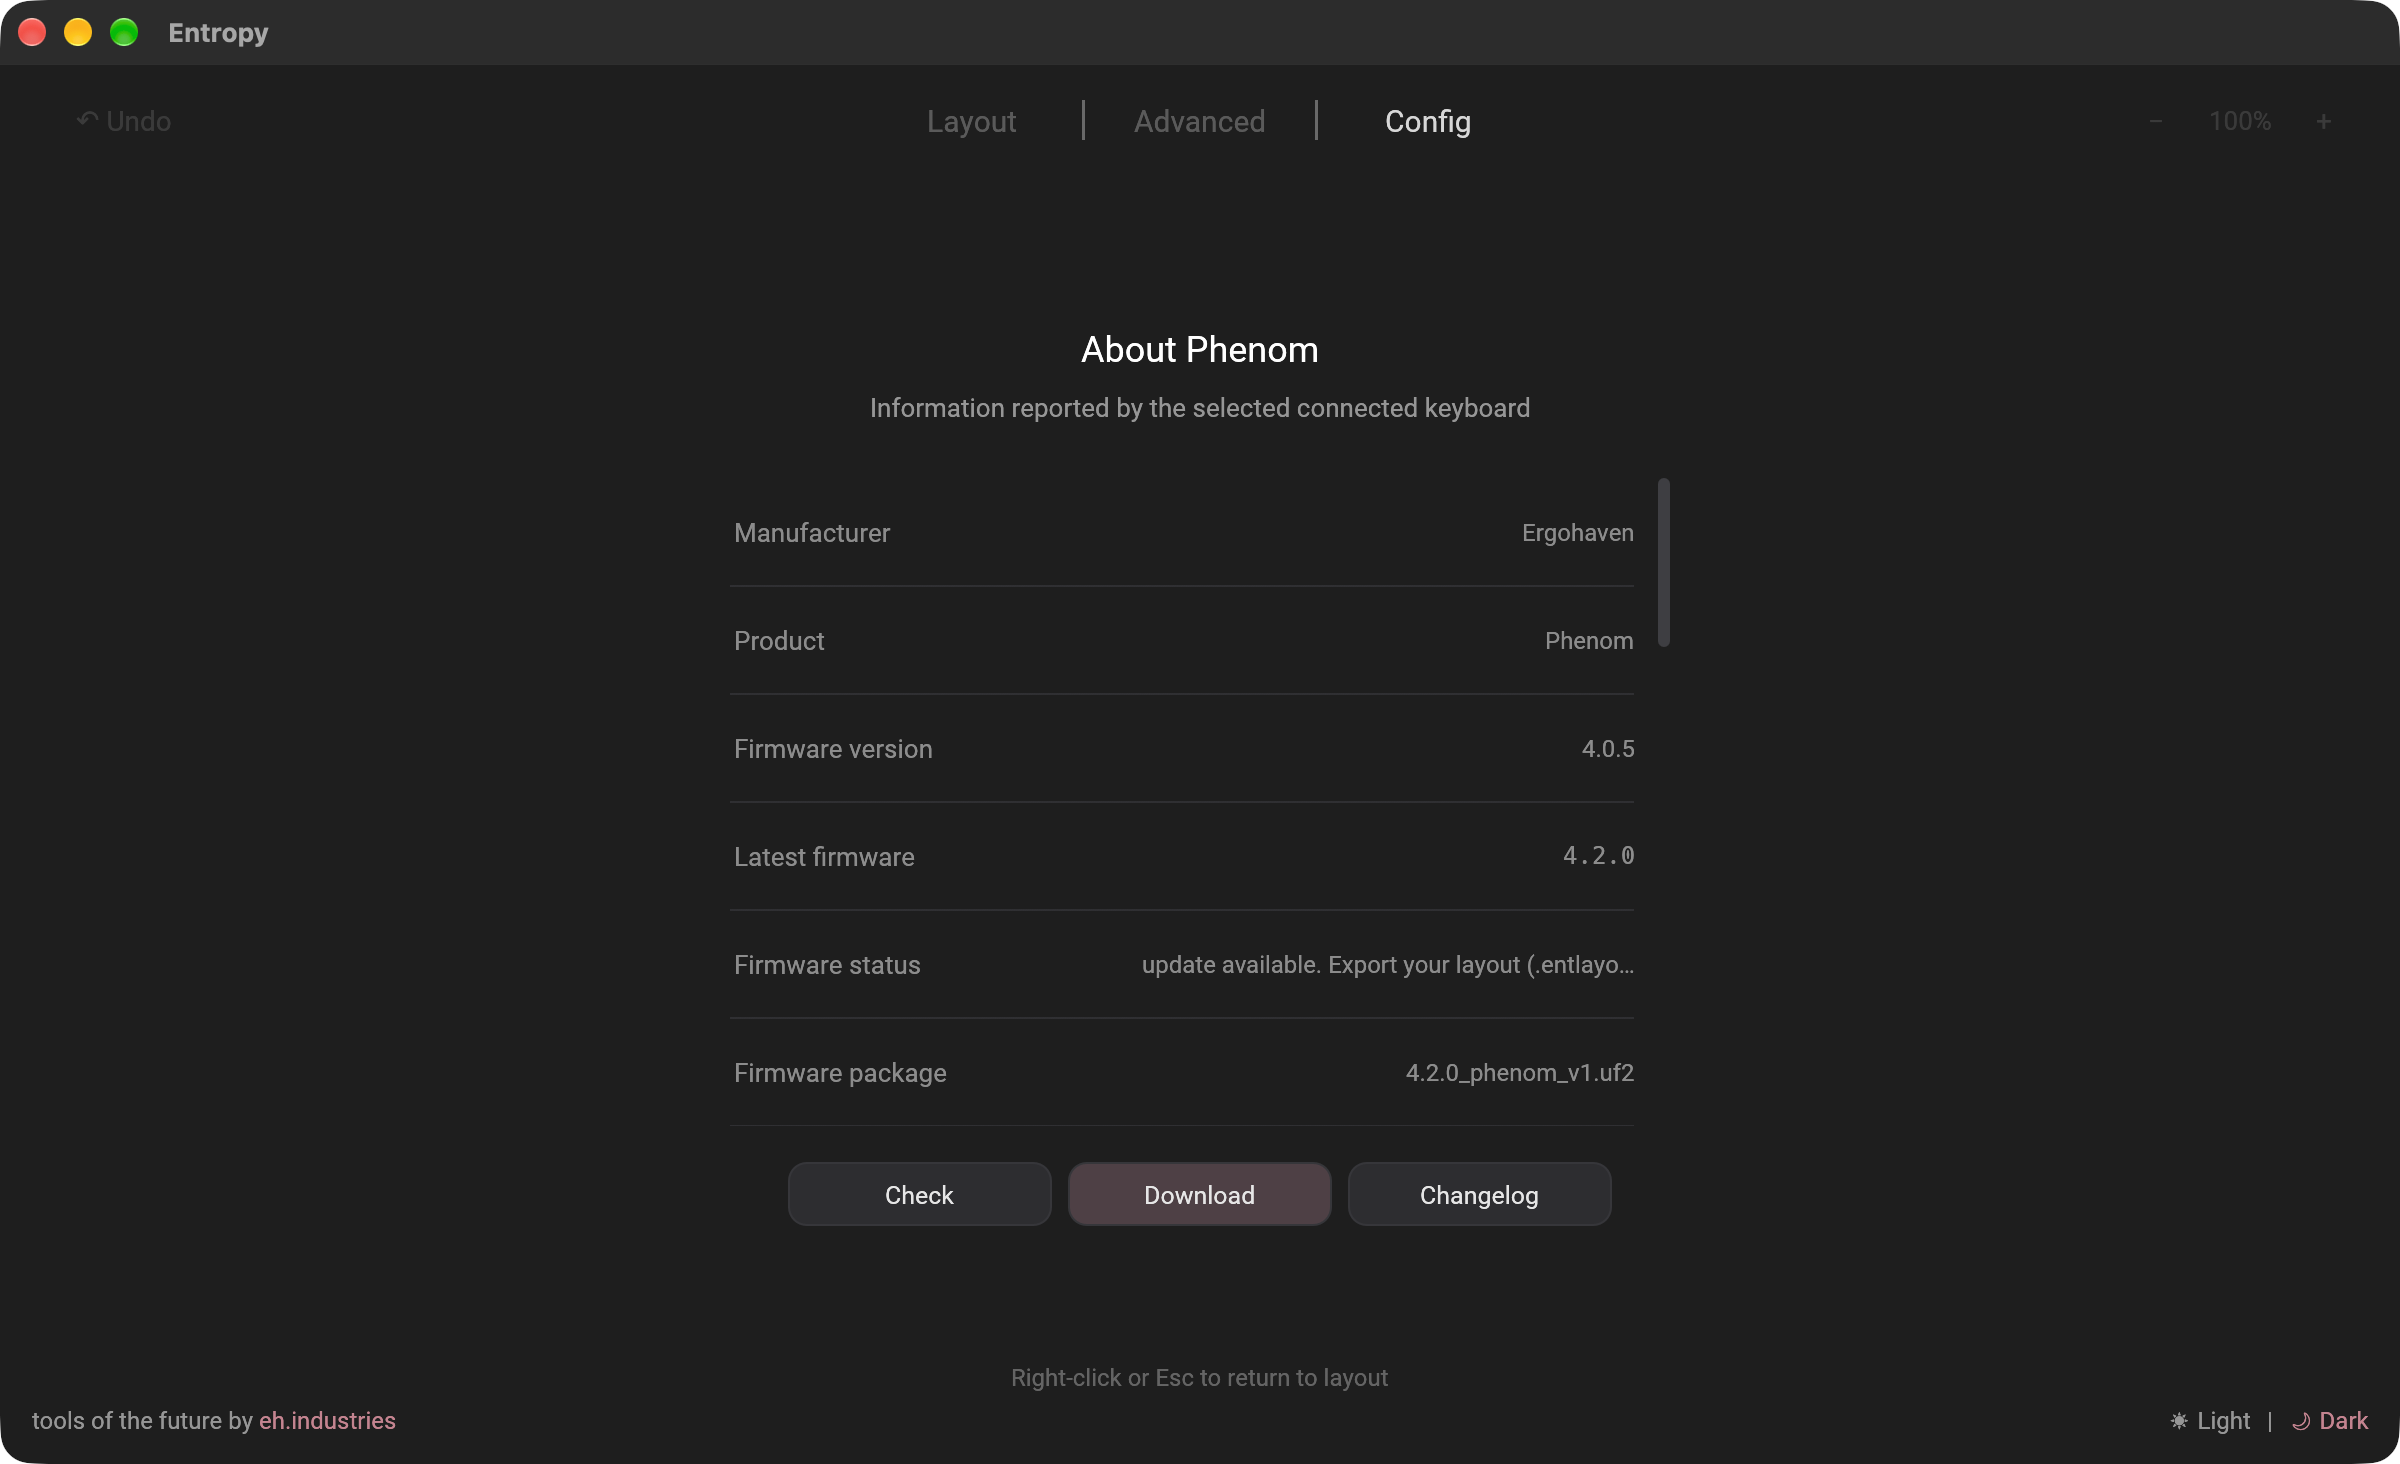 Entropy
↶ Undo
Layout | Advanced | Config
− 100% +
About Phenom
Information reported by the selected connected keyboard
Manufacturer Ergohaven
Product Phenom
Firmware version 4.0.5
Latest firmware 4.2.0
Firmware status update available. Export your layout (.entlayo…
Firmware package 4.2.0_phenom_v1.uf2
Check Download Changelog
Right-click or Esc to return to layout
tools of the future by eh.industries
Light | Dark